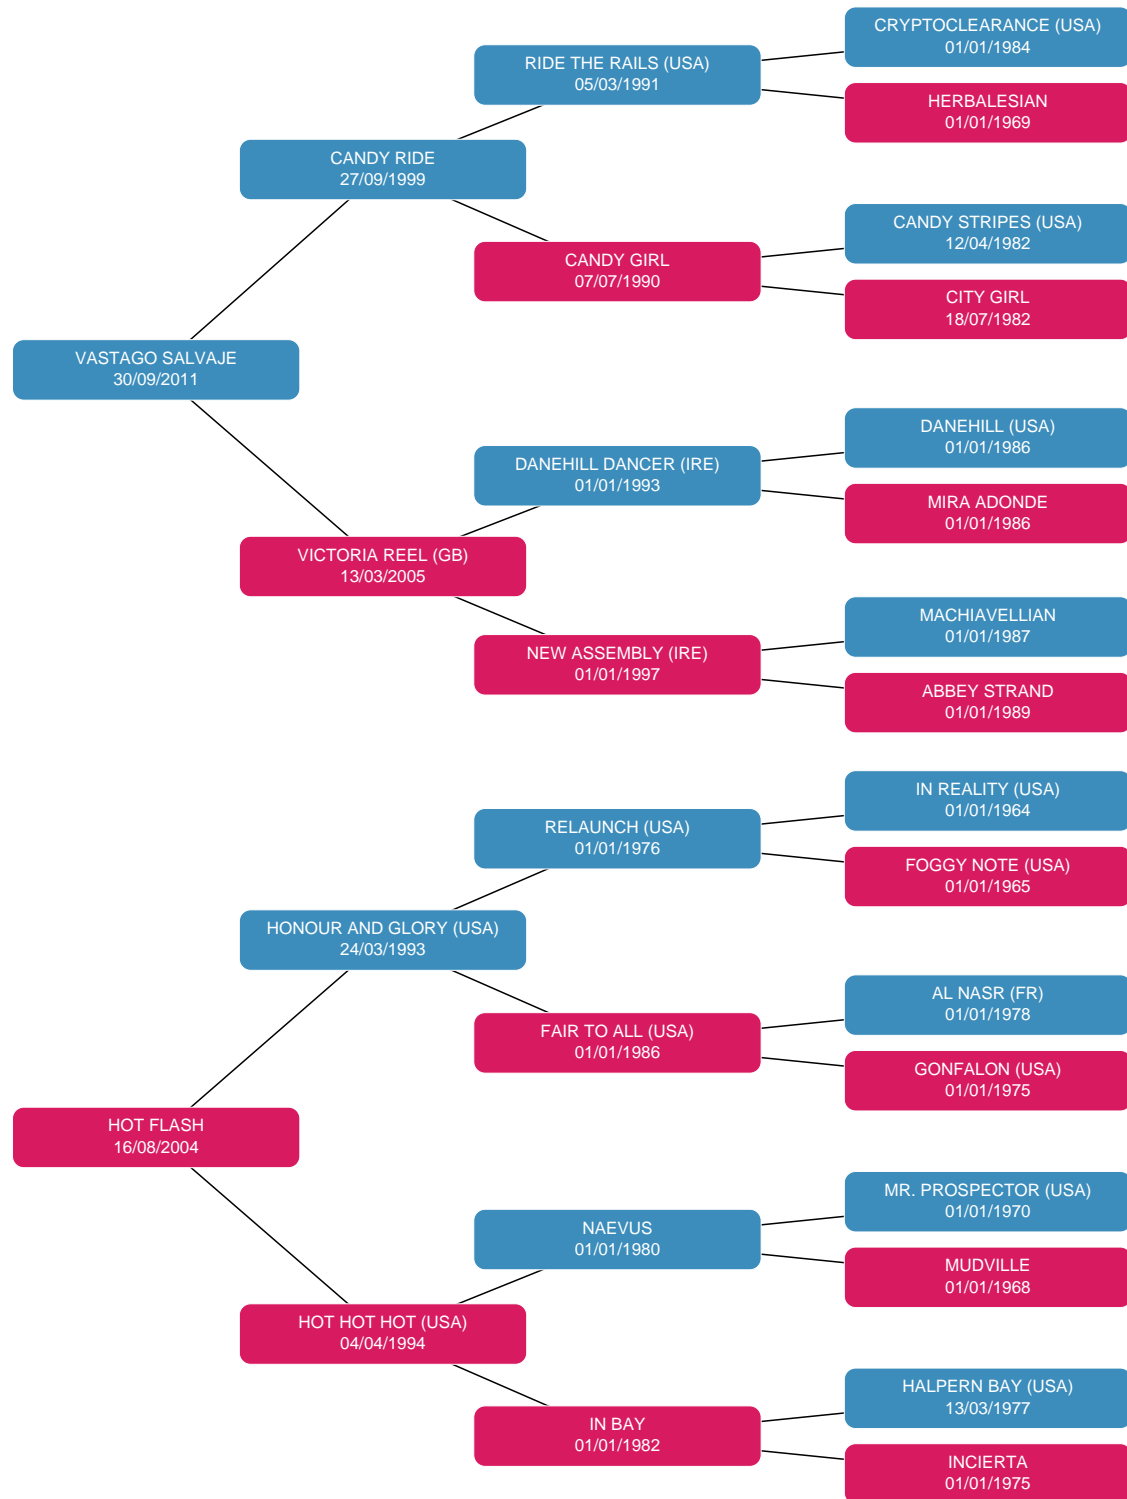 CRYPTOCLEARANCE (USA)
01/01/1984
RIDE THE RAILS (USA)
05/03/1991
HERBALESIAN
01/01/1969
CANDY RIDE
27/09/1999
CANDY STRIPES (USA)
12/04/1982
CANDY GIRL
07/07/1990
CITY GIRL
18/07/1982
VASTAGO SALVAJE
30/09/2011
DANEHILL (USA)
01/01/1986
DANEHILL DANCER (IRE)
01/01/1993
MIRA ADONDE
01/01/1986
VICTORIA REEL (GB)
13/03/2005
MACHIAVELLIAN
01/01/1987
NEW ASSEMBLY (IRE)
01/01/1997
ABBEY STRAND
01/01/1989
IN REALITY (USA)
01/01/1964
RELAUNCH (USA)
01/01/1976
FOGGY NOTE (USA)
01/01/1965
HONOUR AND GLORY (USA)
24/03/1993
AL NASR (FR)
01/01/1978
FAIR TO ALL (USA)
01/01/1986
GONFALON (USA)
01/01/1975
HOT FLASH
16/08/2004
MR. PROSPECTOR (USA)
01/01/1970
NAEVUS
01/01/1980
MUDVILLE
01/01/1968
HOT HOT HOT (USA)
04/04/1994
HALPERN BAY (USA)
13/03/1977
IN BAY
01/01/1982
INCIERTA
01/01/1975